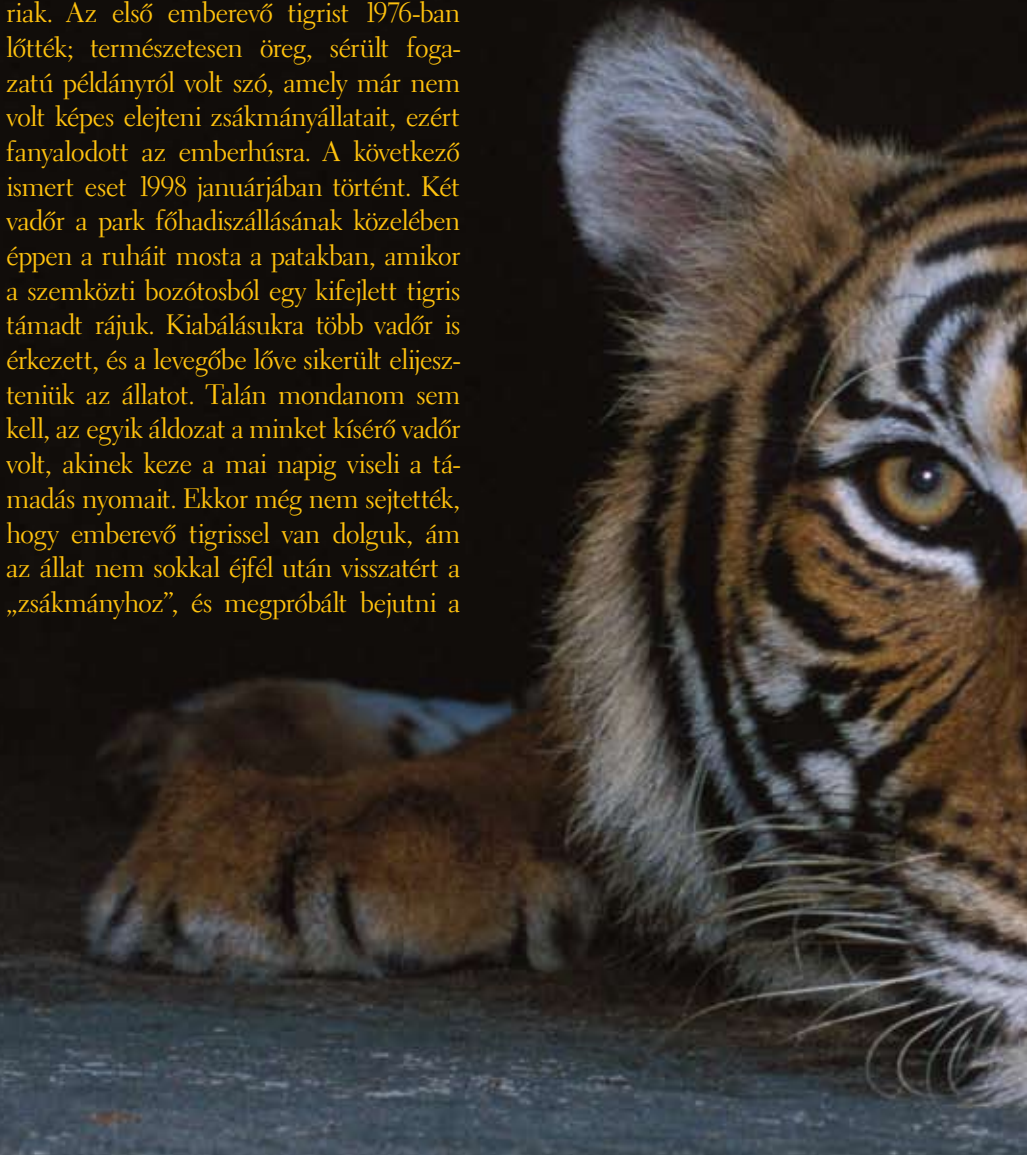 riak. Az első emberevő tigrist 1976-ban
lőtték; természetesen öreg, sérült foga-
zatú példányról volt szó, amely már nem
volt képes elejteni zsákmányállatait, ezért
fanyalodott az emberhúsra. A következő
ismert eset 1998 januárjában történt. Két
vadőr a park főhadiszállásának közelében
éppen a ruháit mosta a patakban, amikor
a szemközti bozótosból egy kifejlett tigris
támadt rájuk. Kiabálásukra több vadőr is
érkezett, és a levegőbe lőve sikerült elijesz-
teniük az állatot. Talán mondanom sem
kell, az egyik áldozat a minket kísérő vadőr
volt, akinek keze a mai napig viseli a tá-
madás nyomait. Ekkor még nem sejtették,
hogy emberevő tigrissel van dolguk, ám
az állat nem sokkal éjfél után visszatért a
„zsákmányhoz”, és megpróbált bejutni a